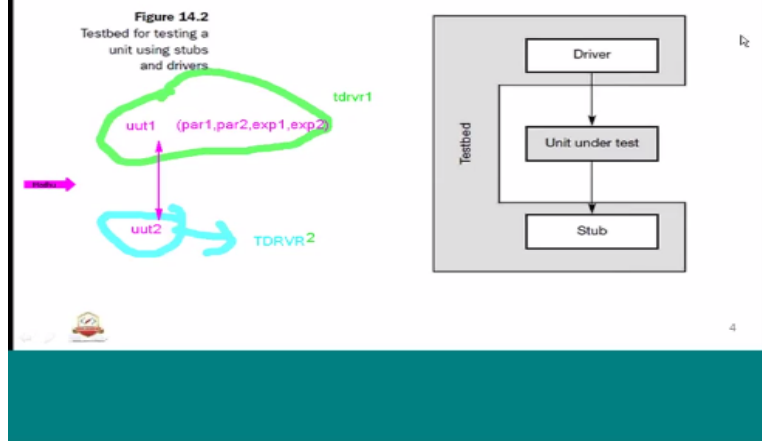 Figure 14.2
Testbed for testing a
unit using stubs
and drivers
tdrvr1
uut1 (par1,par2,exp1,exp2)
Hello
uut2
TDRVR2
Testbed
Driver
Unit under test
Stub
4